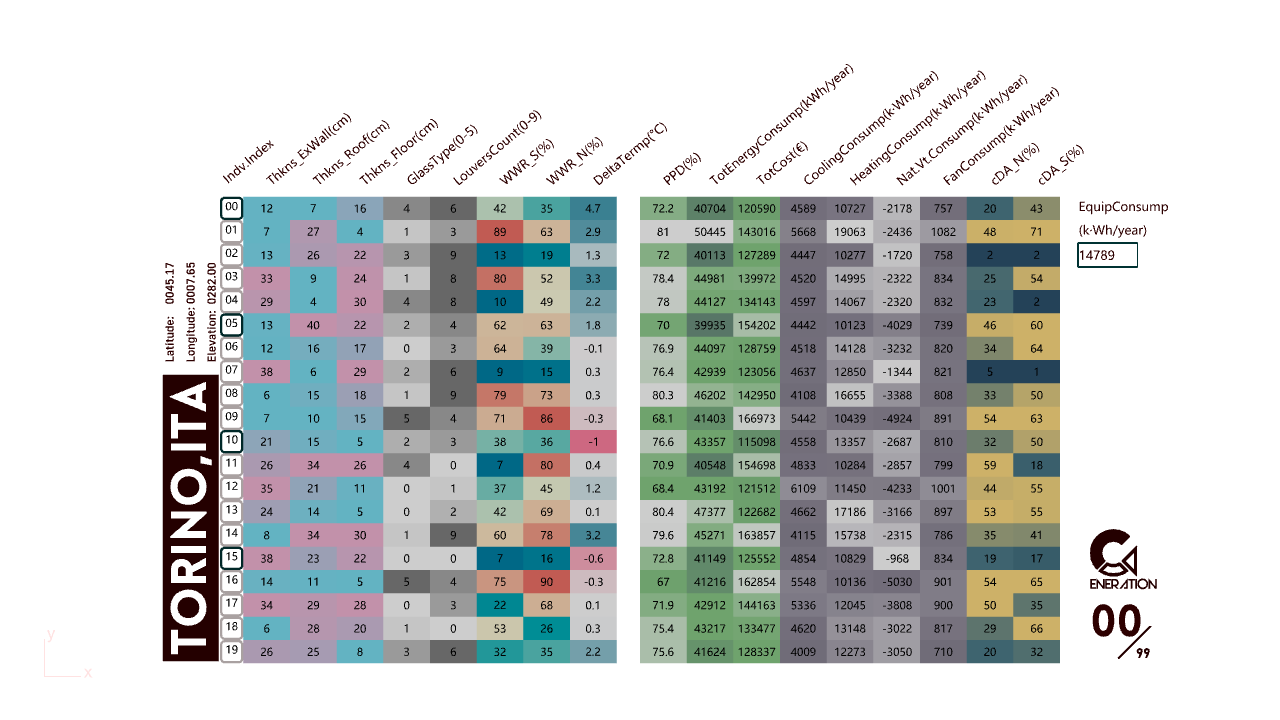 Indv.Index Thkns_ExWall(cm) Thkns_Roof(cm) Thkns_Floor(cm) GlassType(0-5) LouversCount(0-9) WWR_S(%) WWR_N(%) DeltaTermp(°C) PPD(%) TotEnergyConsump(kWh/year) TotCost(€) CoolingConsump(k·Wh/year) HeatingConsump(k·Wh/year) Nat.Vt.Consump(k·Wh/year) FanConsump(k·Wh/year) cDA_N(%) cDA_S(%)
00 12 7 16 4 6 42 35 4.7 72.2 40704 120590 4589 10727 -2178 757 20 43
01 7 27 4 1 3 89 63 2.9 81 50445 143016 5668 19063 -2436 1082 48 71
02 13 26 22 3 9 13 19 1.3 72 40113 127289 4447 10277 -1720 758 2 2
03 33 9 24 1 8 80 52 3.3 78.4 44981 139972 4520 14995 -2322 834 25 54
04 29 4 30 4 8 10 49 2.2 78 44127 134143 4597 14067 -2320 832 23 2
05 13 40 22 2 4 62 63 1.8 70 39935 154202 4442 10123 -4029 739 46 60
06 12 16 17 0 3 64 39 -0.1 76.9 44097 128759 4518 14128 -3232 820 34 64
07 38 6 29 2 6 9 15 0.3 76.4 42939 123056 4637 12850 -1344 821 5 1
08 6 15 18 1 9 79 73 0.3 80.3 46202 142950 4108 16655 -3388 808 33 50
09 7 10 15 5 4 71 86 -0.3 68.1 41403 166973 5442 10439 -4924 891 54 63
10 21 15 5 2 3 38 36 -1 76.6 43357 115098 4558 13357 -2687 810 32 50
11 26 34 26 4 0 7 80 0.4 70.9 40548 154698 4833 10284 -2857 799 59 18
12 35 21 11 0 1 37 45 1.2 68.4 43192 121512 6109 11450 -4233 1001 44 55
13 24 14 5 0 2 42 69 0.1 80.4 47377 122682 4662 17186 -3166 897 53 55
14 8 34 30 1 9 60 78 3.2 79.6 45271 163857 4115 15738 -2315 786 35 41
15 38 23 22 0 0 7 16 -0.6 72.8 41149 125552 4854 10829 -968 834 19 17
16 14 11 5 5 4 75 90 -0.3 67 41216 162854 5548 10136 -5030 901 54 65
17 34 29 28 0 3 22 68 0.1 71.9 42912 144163 5336 12045 -3808 900 50 35
18 6 28 20 1 0 53 26 0.3 75.4 43217 133477 4620 13148 -3022 817 29 66
19 26 25 8 3 6 32 35 2.2 75.6 41624 128337 4009 12273 -3050 710 20 32
Latitude: 0045.17
Longitude: 0007.65
Elevation: 0282.00
TORINO,ITA
EquipConsump
(k·Wh/year)
14789
ENERATION
00/99
y
x